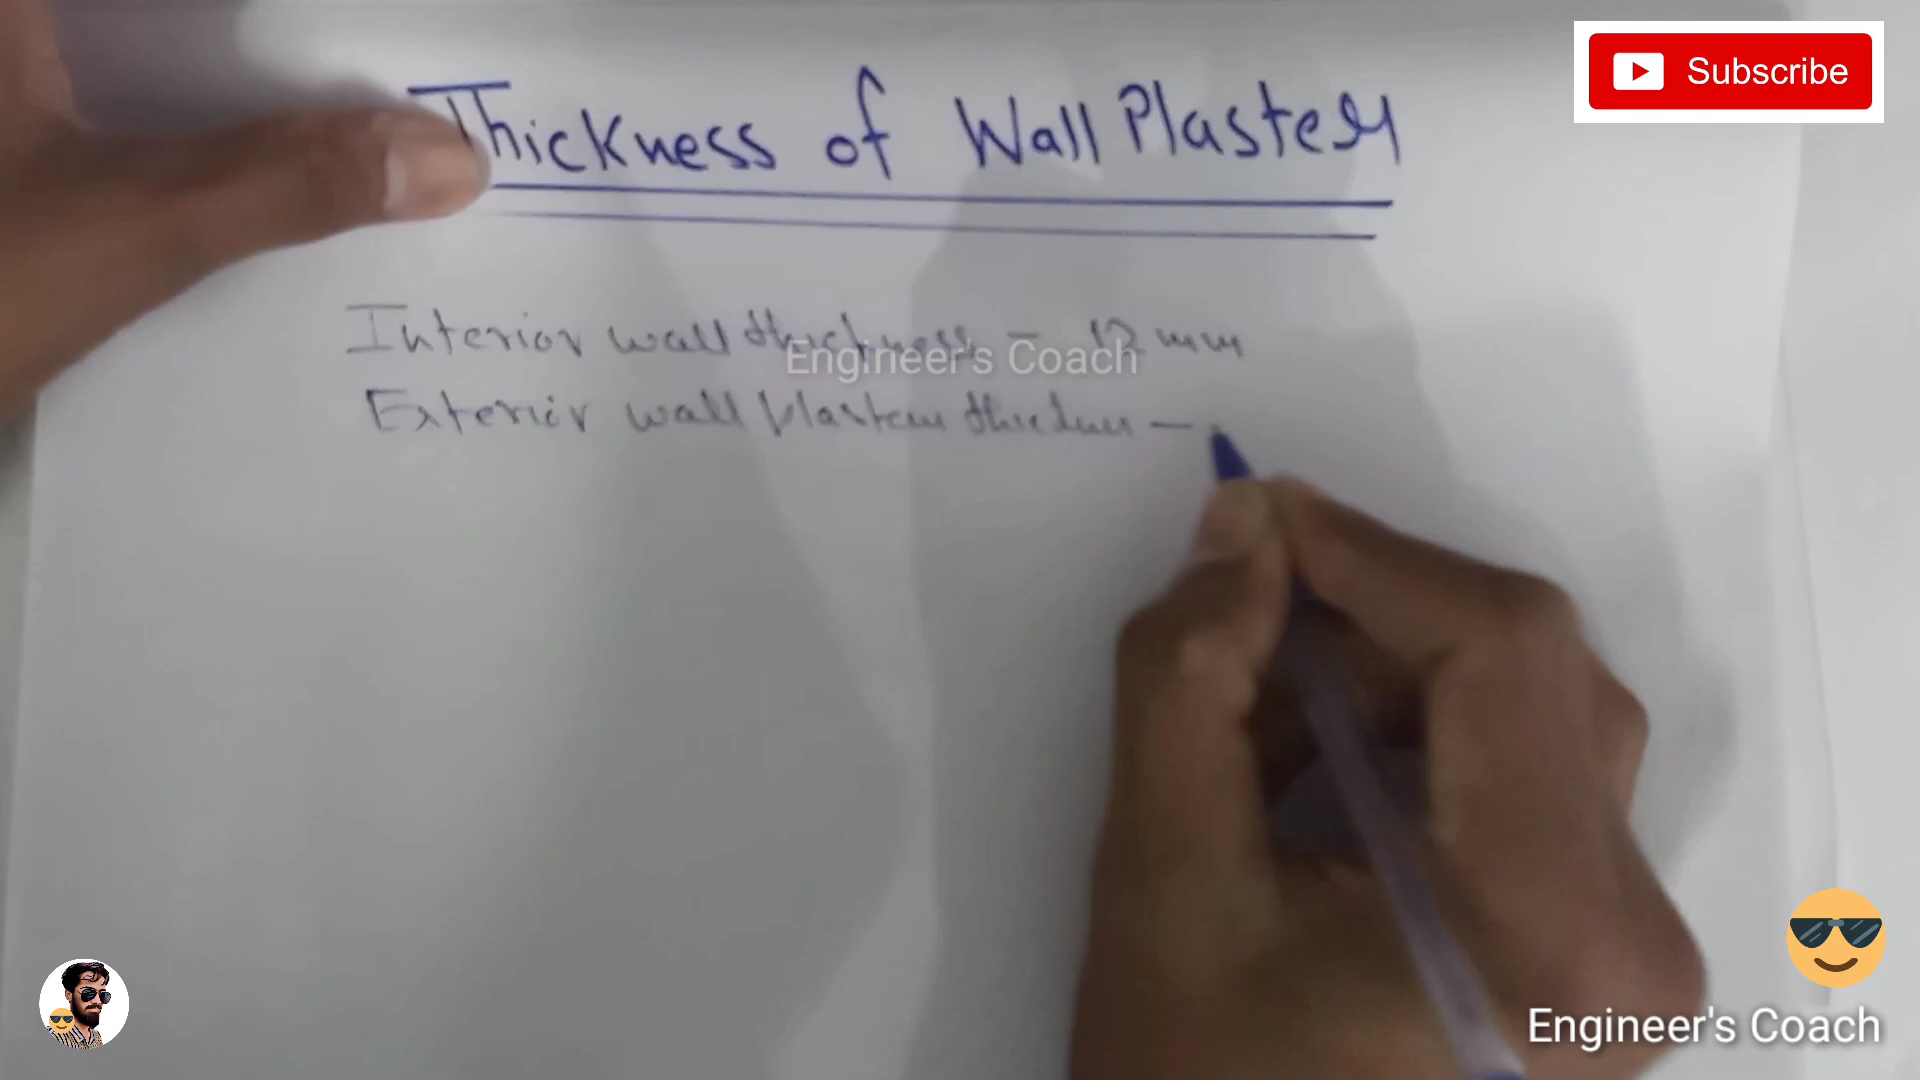 Subscribe
Thickness of Wall Plaster
Interior wall thickness - 12 mm
Engineer's Coach
Exterior wall Plaster thickness -
Engineer's Coach